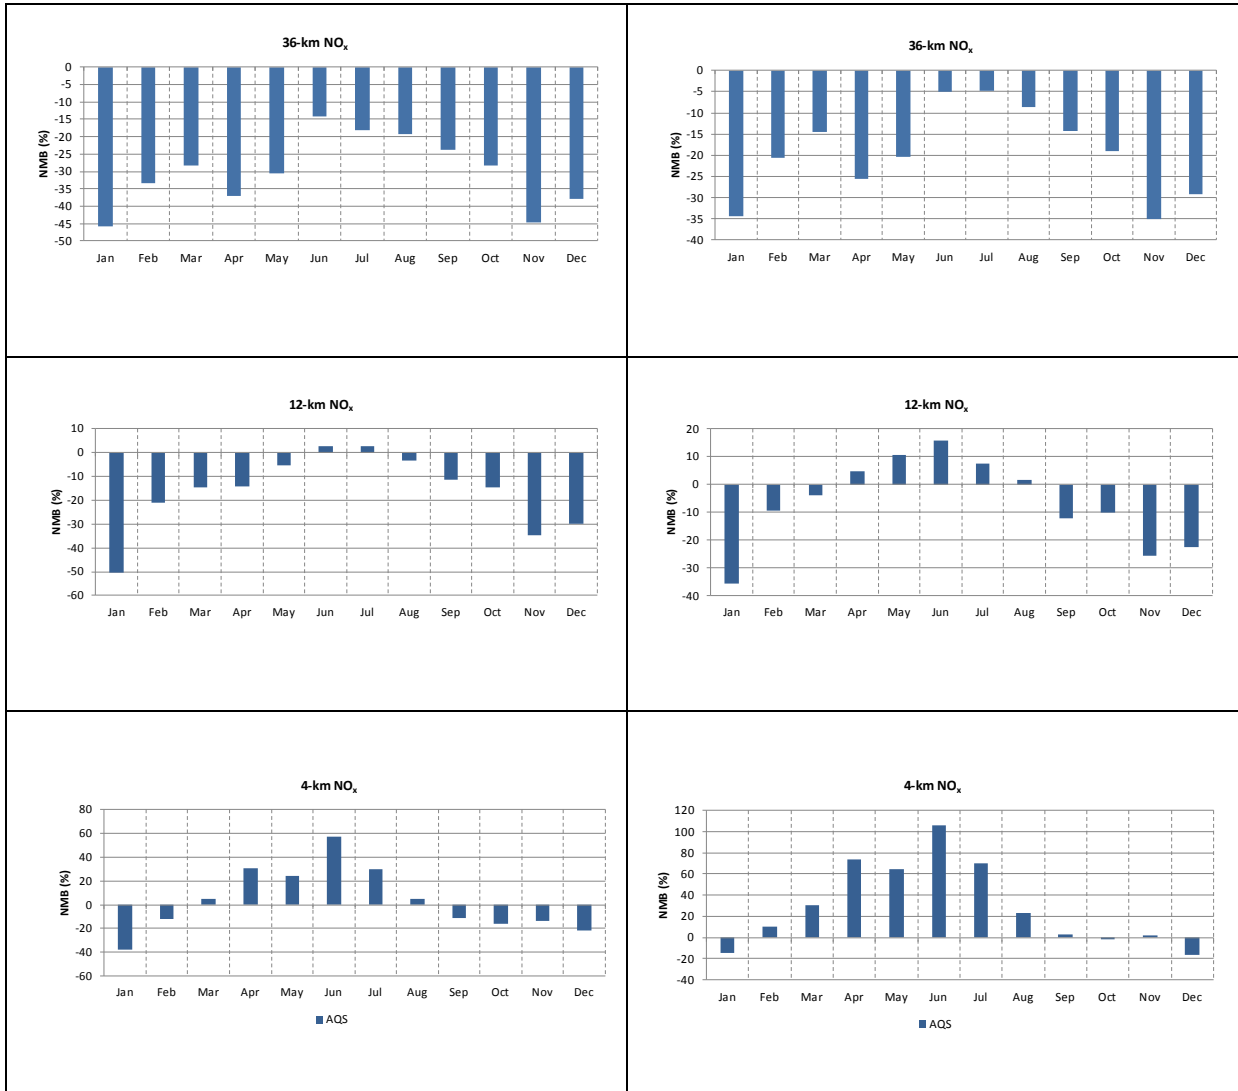 36-km NOx
NMB (%)
0
-5
-10
-15
-20
-25
-30
-35
-40
-45
-50
Jan Feb Mar Apr May Jun Jul Aug Sep Oct Nov Dec
36-km NOx
NMB (%)
0
-5
-10
-15
-20
-25
-30
-35
-40
Jan Feb Mar Apr May Jun Jul Aug Sep Oct Nov Dec
12-km NOx
NMB (%)
10
0
-10
-20
-30
-40
-50
-60
Jan Feb Mar Apr May Jun Jul Aug Sep Oct Nov Dec
12-km NOx
NMB (%)
20
10
0
-10
-20
-30
-40
Jan Feb Mar Apr May Jun Jul Aug Sep Oct Nov Dec
4-km NOx
NMB (%)
80
60
40
20
0
-20
-40
-60
Jan Feb Mar Apr May Jun Jul Aug Sep Oct Nov Dec
AQS
4-km NOx
NMB (%)
120
100
80
60
40
20
0
-20
-40
Jan Feb Mar Apr May Jun Jul Aug Sep Oct Nov Dec
AQS